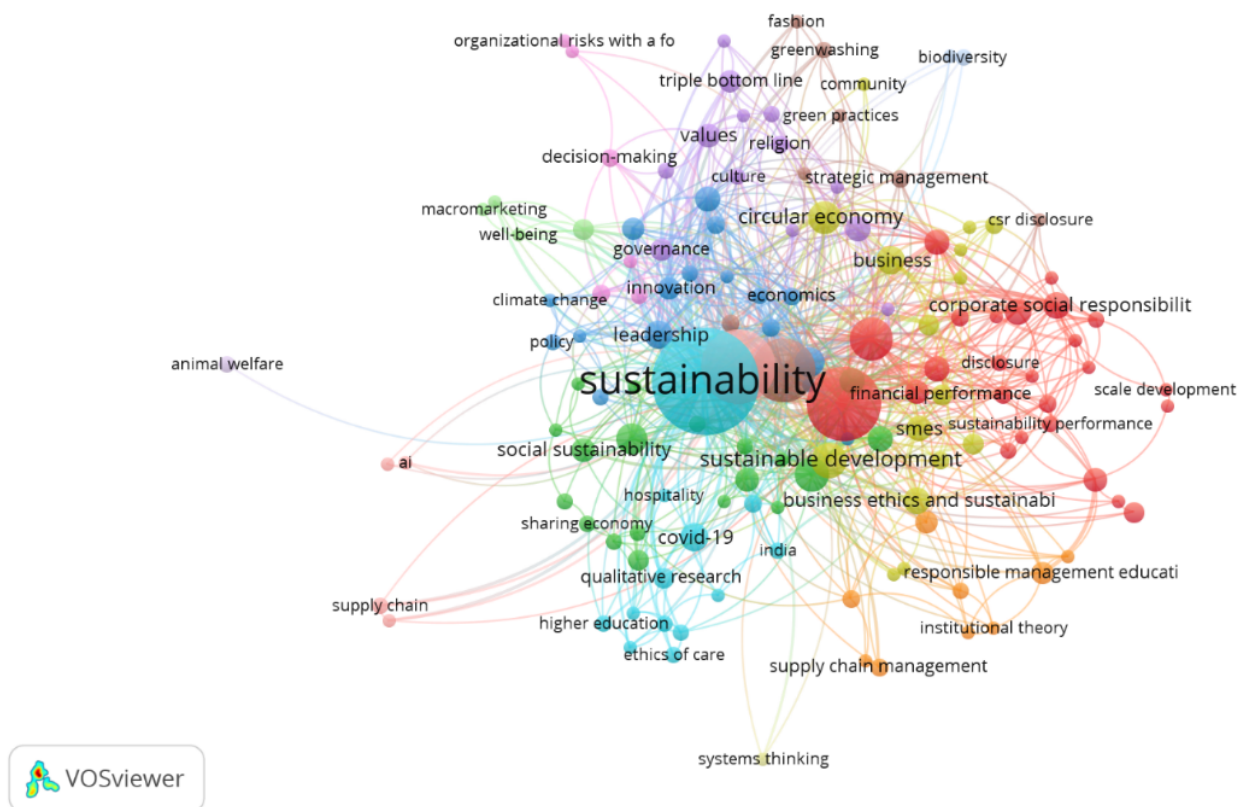 fashion
organizational risks with a fo
greenwashing
biodiversity
triple bottom line
community
green practices
values
religion
decision-making
culture
strategic management
macromarketing
circular economy
csr disclosure
well-being
governance
business
innovation
economics
climate change
corporate social responsibilit
leadership
policy
animal welfare
disclosure
sustainability
financial performance
scale development
smes
sustainability performance
social sustainability
sustainable development
ai
hospitality
business ethics and sustainabi
sharing economy
covid-19
india
qualitative research
responsible management educati
supply chain
higher education
institutional theory
ethics of care
supply chain management
systems thinking
VOSviewer